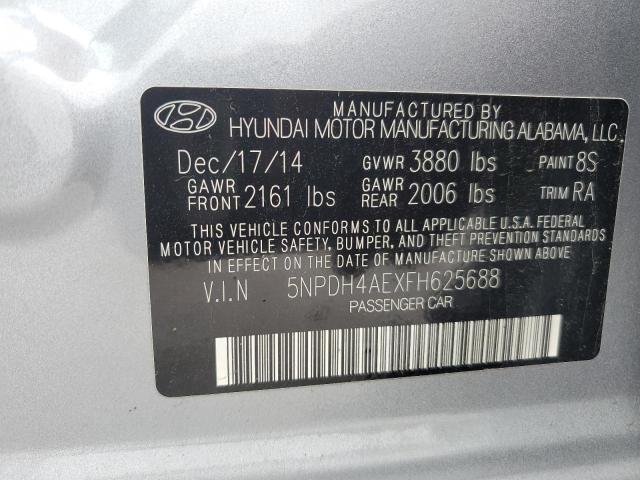 MANUFACTURED BY
HYUNDAI MOTOR MANUFACTURING ALABAMA, LLC.
Dec/17/14 GVWR 3880 lbs PAINT 8S
GAWR FRONT 2161 lbs GAWR REAR 2006 lbs TRIM RA
THIS VEHICLE CONFORMS TO ALL APPLICABLE U.S.A. FEDERAL
MOTOR VEHICLE SAFETY, BUMPER, AND THEFT PREVENTION
STANDARDS IN EFFECT ON THE DATE OF MANUFACTURE SHOWN ABOVE.
V.I.N 5NPDH4AEXFH625688
PASSENGER CAR